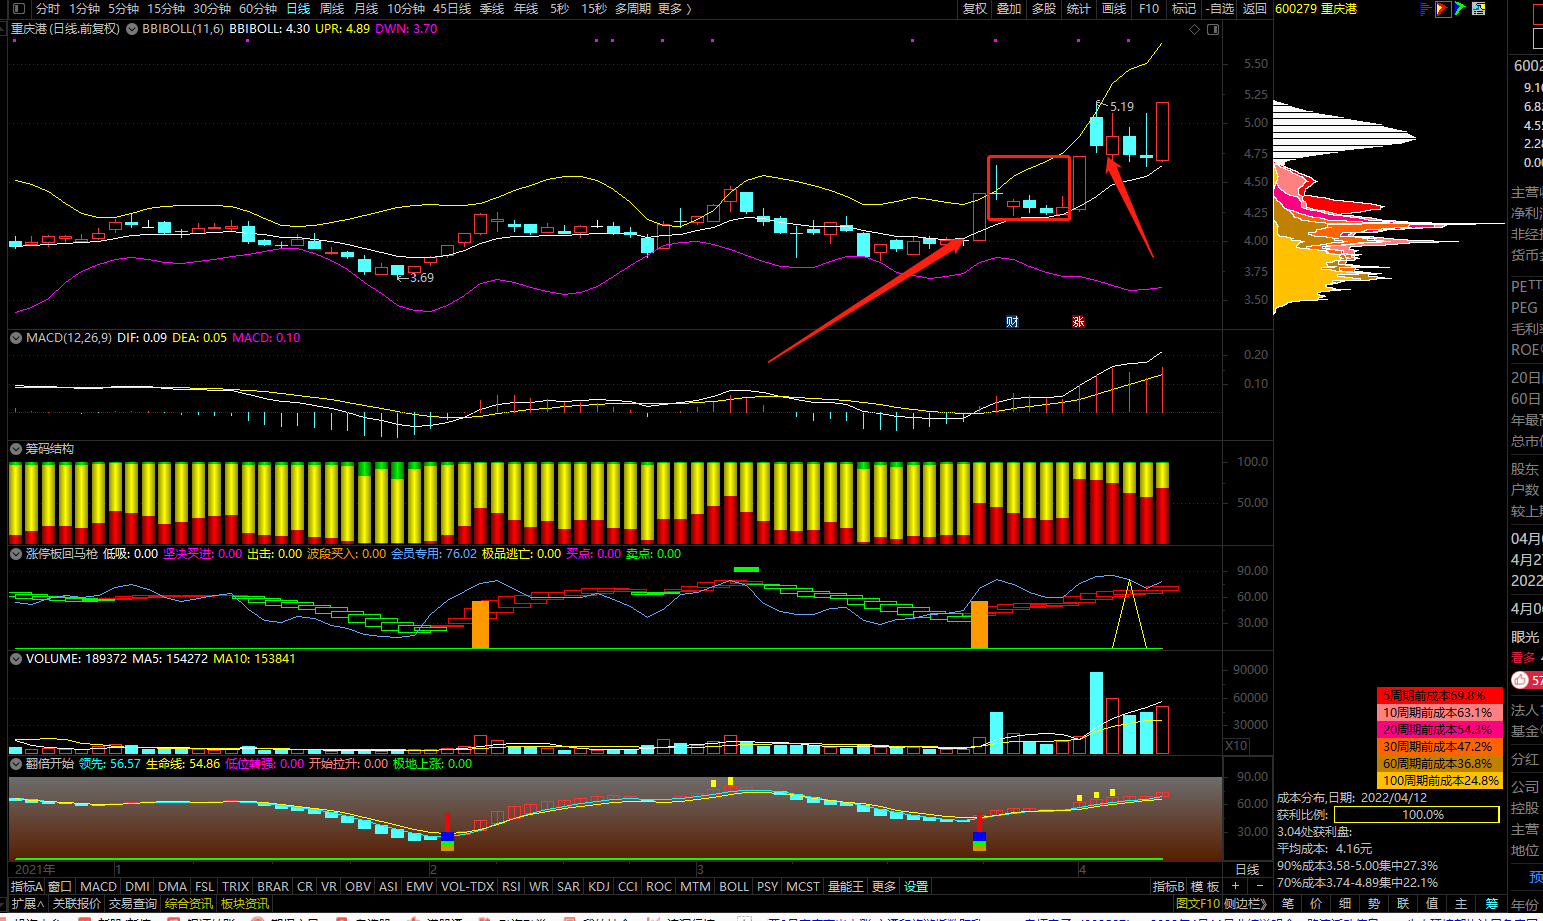 分时 1分钟 5分钟 15分钟 30分钟 60分钟 日线 周线 月线 10分钟 45日线 季线 年线 5秒 15秒 多周期 更多 〉 复权 叠加 多股 统计 画线 F10 标记 -自选 返回 600279 重庆港
重庆港(日线.前复权) BBIBOLL(11,6) BBIBOLL: 4.30 UPR: 4.89 DWN: 3.70
5.50
5.25
5.00
4.75
4.50
4.25
4.00
3.75
3.50
5.19
3.69
财 涨
MACD(12,26,9) DIF: 0.09 DEA: 0.05 MACD: 0.10
0.20
0.10
筹码结构
100.0
50.00
涨停板回马枪 低吸: 0.00 坚决买进: 0.00 出击: 0.00 波段买入: 0.00 会员专用: 76.02 极品逃亡: 0.00 买点: 0.00 卖点: 0.00
90.00
60.00
30.00
VOLUME: 189372 MA5: 154272 MA10: 153841
90000
60000
30000
X10
翻倍开始 领先: 56.57 生命线: 54.86 低位转强: 0.00 开始拉升: 0.00 极地上涨: 0.00
90.00
60.00
30.00
2021年 1 2 3 4 日线
指标A 窗口 MACD DMI DMA FSL TRIX BRAR CR VR OBV ASI EMV VOL-TDX RSI WR SAR KDJ CCI ROC MTM BOLL PSY MCST 量能王 更多 设置 指标B 模板 + −
扩展∧ 关联报价 交易查询 综合资讯 板块资讯 图文F10 侧边栏》 笔 价 细 势 联 值 主 筹
5周期前成本69.8%
10周期前成本63.1%
20周期前成本54.3%
30周期前成本47.2%
60周期前成本36.8%
100周期前成本24.8%
成本分布,日期: 2022/04/12
获利比例: 100.0%
3.04处获利盘:
平均成本: 4.16元
90%成本3.58-5.00集中27.3%
70%成本3.74-4.89集中22.1%
6002
9.10
6.83
4.55
2.28
0.00
主营
净利
非经
货币
PETT
PEG
毛利率
ROE
20日
60日
年最高
总市值
股东
户数
较上期
04月
4月27
2022
4月0
眼光
看多
57
法人
基金
分红
公司
控股
主营
地位
预
年份